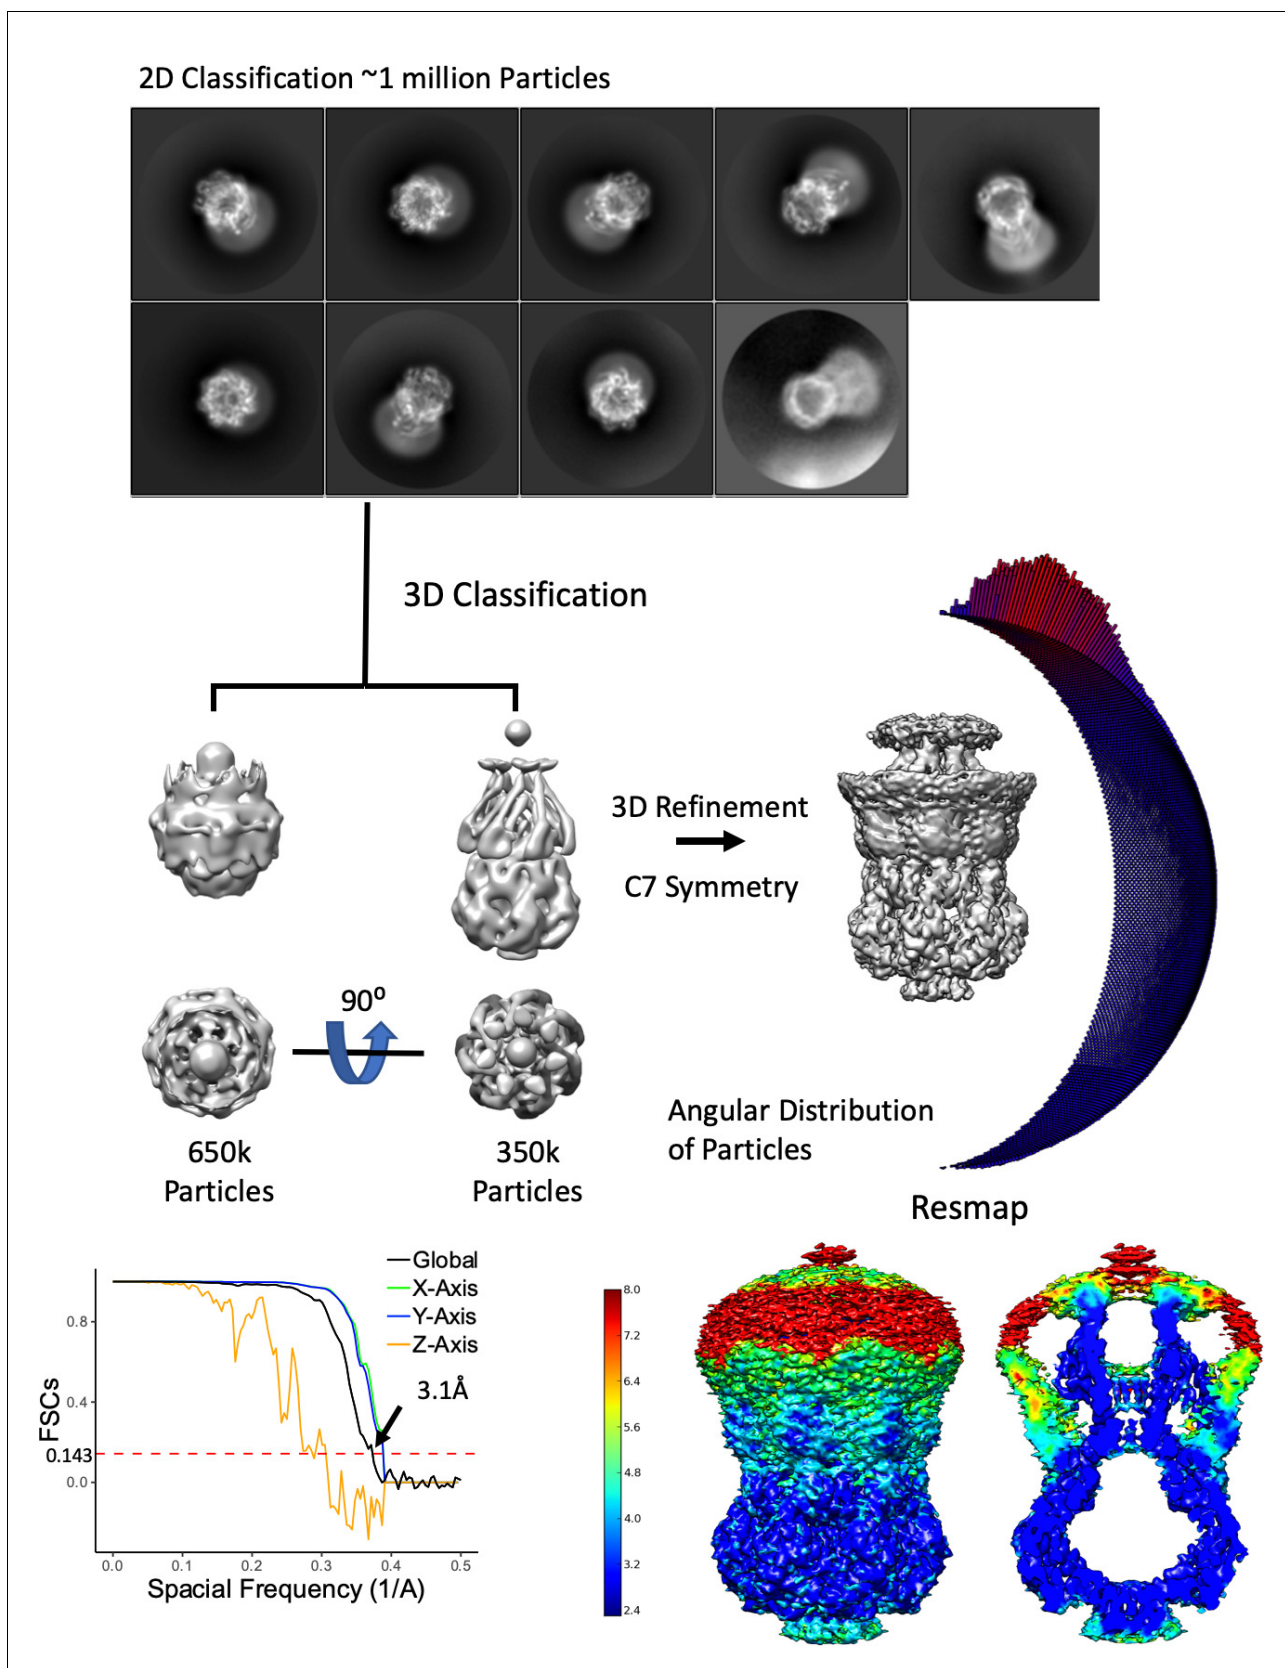 2D Classification ~1 million Particles
3D Classification
3D Refinement
C7 Symmetry
90⁰
650k
Particles
350k
Particles
Angular Distribution
of Particles
Resmap
Global
X-Axis
Y-Axis
Z-Axis
3.1Å
FSCs
0.8
0.4
0.143
0.0
0.0
0.1
0.2
0.3
0.4
0.5
Spacial Frequency (1/A)
8.0
7.2
6.4
5.6
4.8
4.0
3.2
2.4